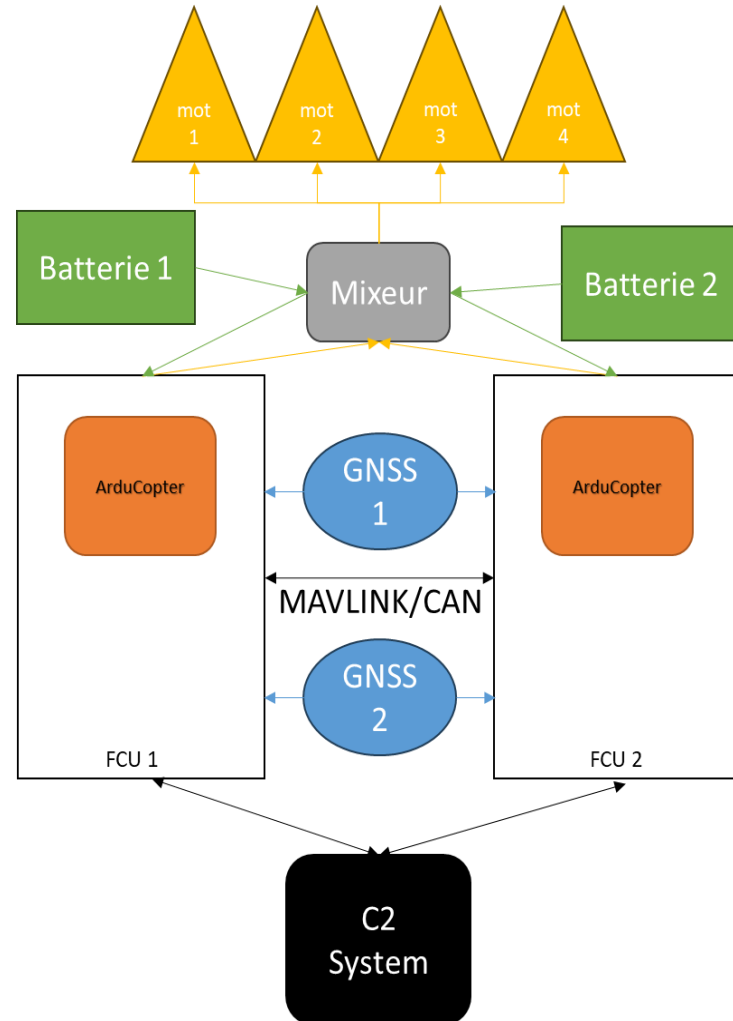 mot
1
mot
2
mot
3
mot
4
Batterie 1
Mixeur
Batterie 2
ArduCopter
GNSS
1
ArduCopter
MAVLINK/CAN
GNSS
2
FCU 1
FCU 2
C2
System